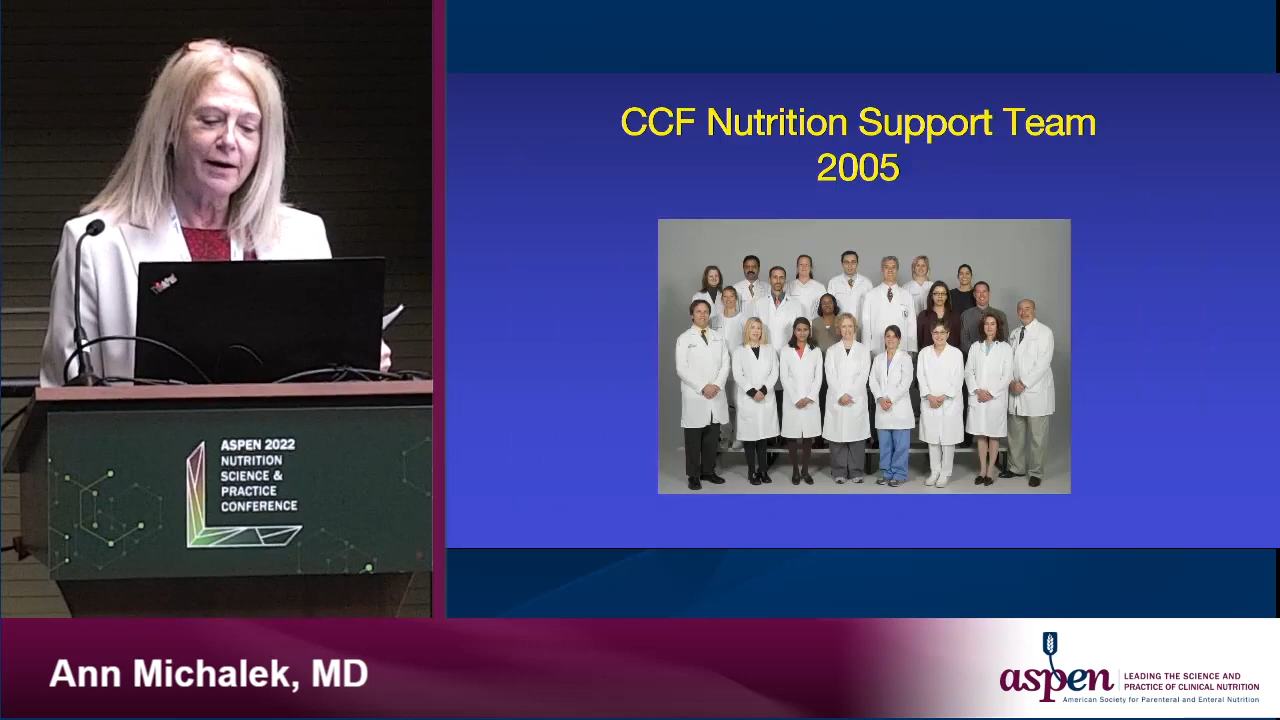 CCF Nutrition Support Team
2005
ASPEN 2022
NUTRITION
SCIENCE &
PRACTICE
CONFERENCE
Ann Michalek, MD
aspen
LEADING THE SCIENCE AND
PRACTICE OF CLINICAL NUTRITION
American Society for Parenteral and Enteral Nutrition